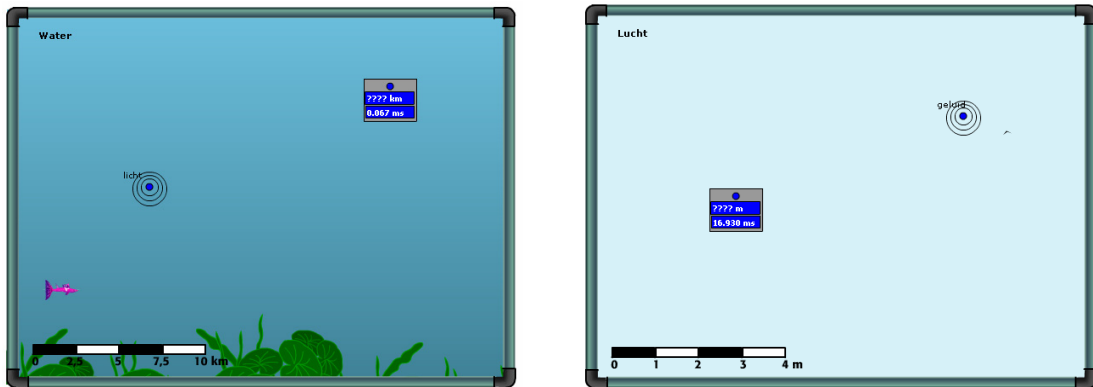 Water
???? km
0.067 ms
licht
0 2,5 5 7,5 10 km
Lucht
geluid
???? m
16.930 ms
0 1 2 3 4 m